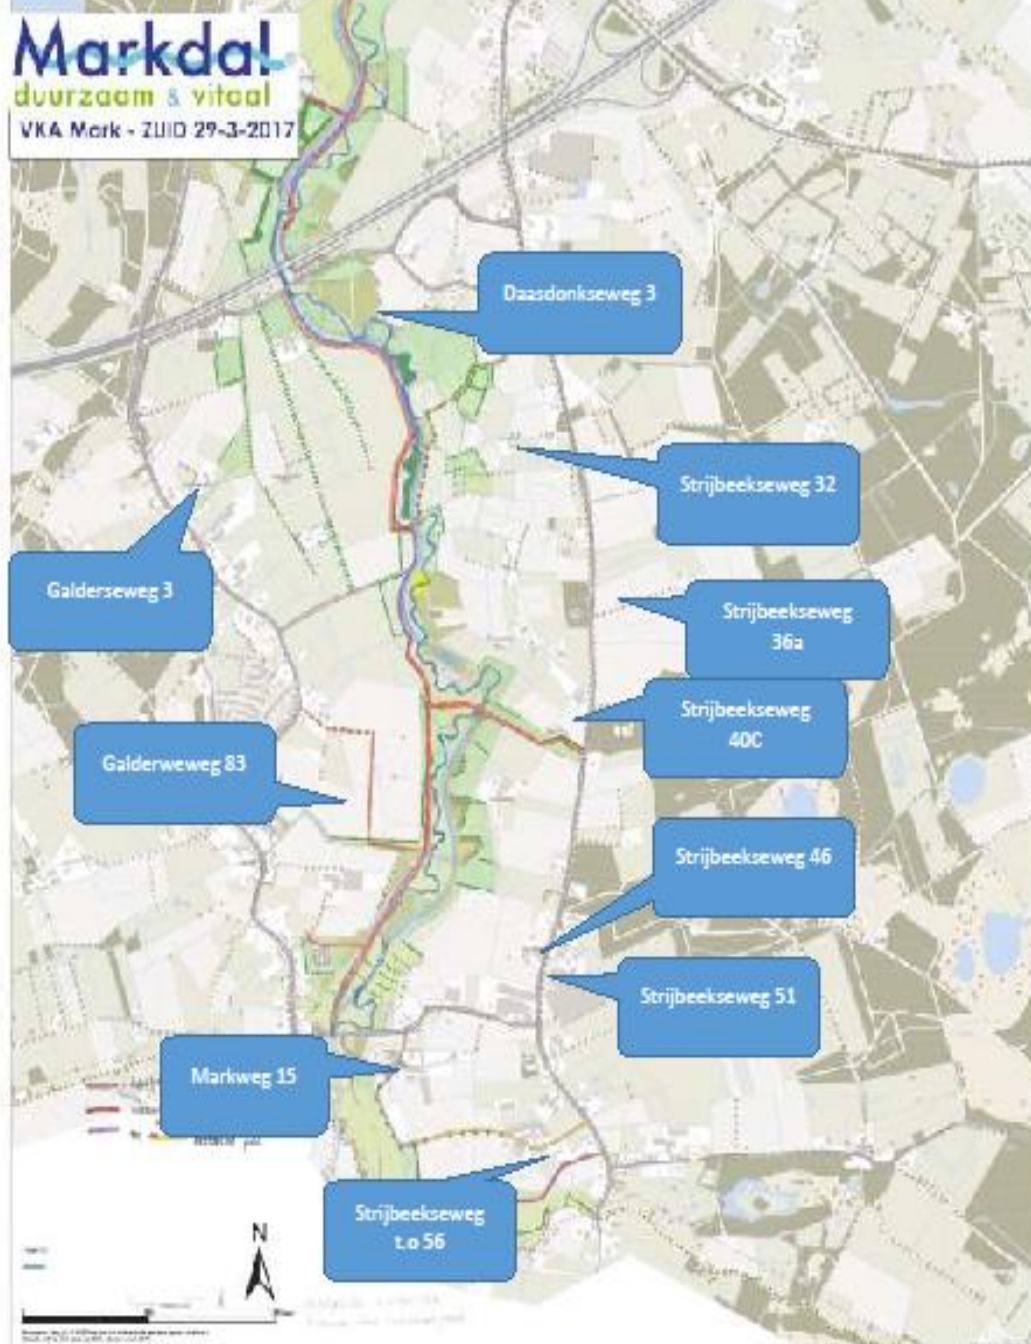 Markdal
duurzaam & vitaal
VKA Mark - ZUID 29-3-2017
Daasdonkseweg 3
Strijbeekseweg 32
Galderseweg 3
Strijbeekseweg
36a
Strijbeekseweg
40C
Galderweweg 83
Strijbeekseweg 46
Strijbeekseweg 51
Markweg 15
Strijbeekseweg
t.o 56
N